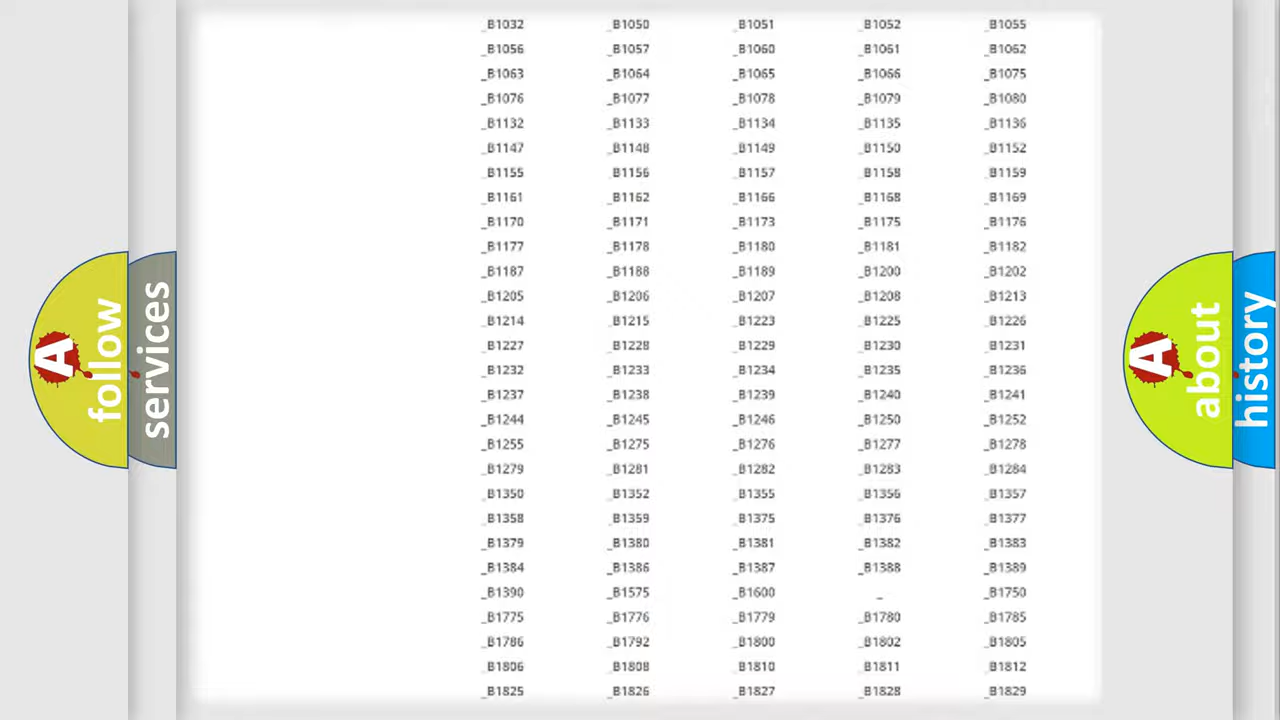 _B1032 _B1050 _B1051 _B1052 _B1055
_B1056 _B1057 _B1060 _B1061 _B1062
_B1063 _B1064 _B1065 _B1066 _B1075
_B1076 _B1077 _B1078 _B1079 _B1080
_B1132 _B1133 _B1134 _B1135 _B1136
_B1147 _B1148 _B1149 _B1150 _B1152
_B1155 _B1156 _B1157 _B1158 _B1159
_B1161 _B1162 _B1166 _B1168 _B1169
_B1170 _B1171 _B1173 _B1175 _B1176
_B1177 _B1178 _B1180 _B1181 _B1182
_B1187 _B1188 _B1189 _B1200 _B1202
_B1205 _B1206 _B1207 _B1208 _B1213
_B1214 _B1215 _B1223 _B1225 _B1226
_B1227 _B1228 _B1229 _B1230 _B1231
_B1232 _B1233 _B1234 _B1235 _B1236
_B1237 _B1238 _B1239 _B1240 _B1241
_B1244 _B1245 _B1246 _B1250 _B1252
_B1255 _B1275 _B1276 _B1277 _B1278
_B1279 _B1281 _B1282 _B1283 _B1284
_B1350 _B1352 _B1355 _B1356 _B1357
_B1358 _B1359 _B1375 _B1376 _B1377
_B1379 _B1380 _B1381 _B1382 _B1383
_B1384 _B1386 _B1387 _B1388 _B1389
_B1390 _B1575 _B1600 _ _B1750
_B1775 _B1776 _B1779 _B1780 _B1785
_B1786 _B1792 _B1800 _B1802 _B1805
_B1806 _B1808 _B1810 _B1811 _B1812
_B1825 _B1826 _B1827 _B1828 _B1829
A
follow
services
A
about
history